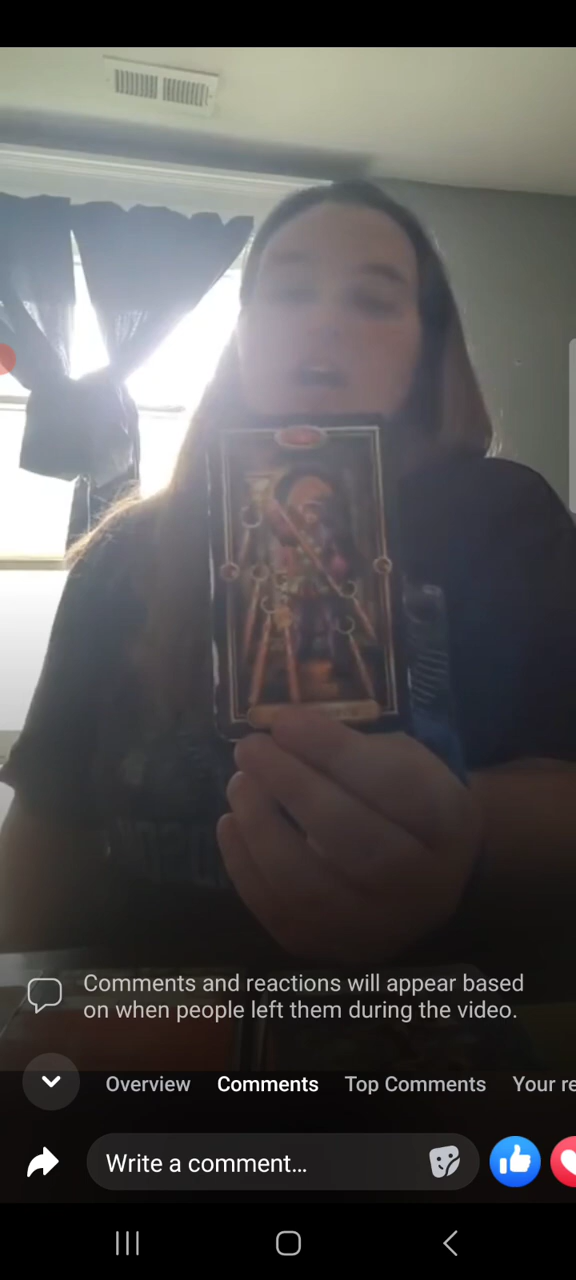 Comments and reactions will appear based
on when people left them during the video.
Overview Comments Top Comments Your re
Write a comment...